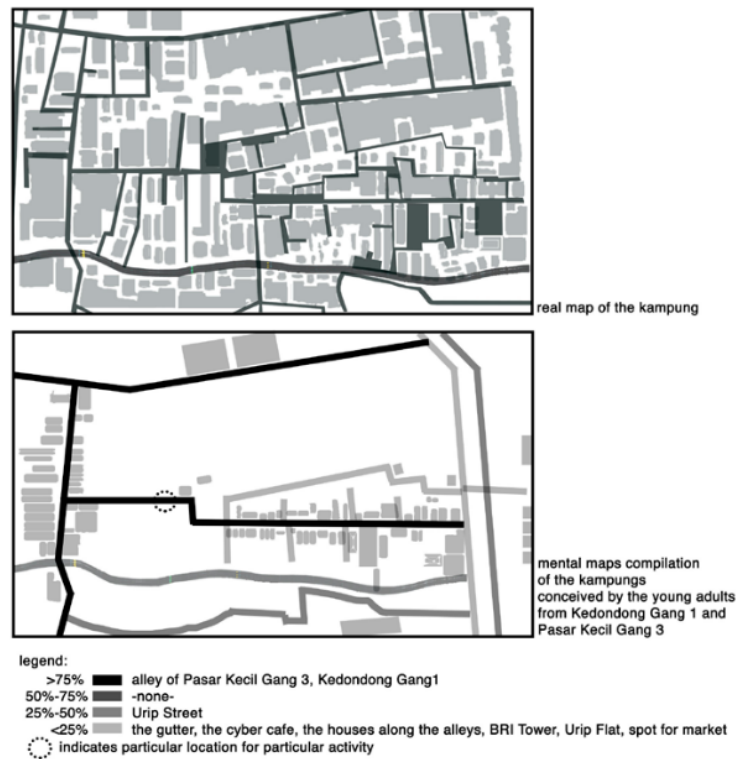 real map of the kampung
mental maps compilation
of the kampungs
conceived by the young adults
from Kedondong Gang 1 and
Pasar Kecil Gang 3
legend:
>75% alley of Pasar Kecil Gang 3, Kedondong Gang1
50%-75% -none-
25%-50% Urip Street
<25% the gutter, the cyber cafe, the houses along the alleys, BRI Tower, Urip Flat, spot for market
indicates particular location for particular activity